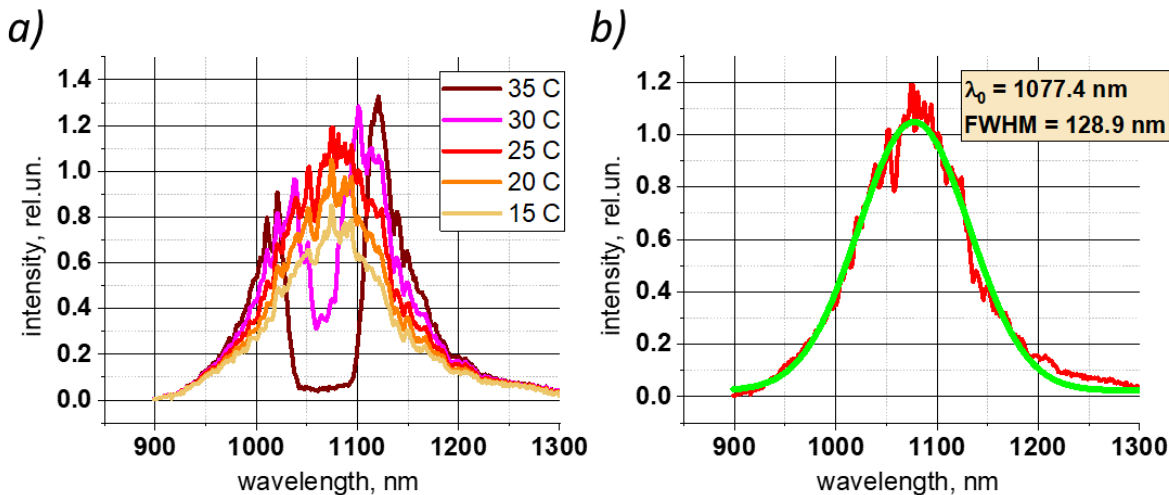 a)
1.4
1.2
1.0
0.8
0.6
0.4
0.2
0.0
intensity, rel.un.
35 C
30 C
25 C
20 C
15 C
900 1000 1100 1200 1300
wavelength, nm
b)
1.2
1.0
0.8
0.6
0.4
0.2
0.0
intensity, rel.un.
λ0 = 1077.4 nm
FWHM = 128.9 nm
900 1000 1100 1200 1300
wavelength, nm